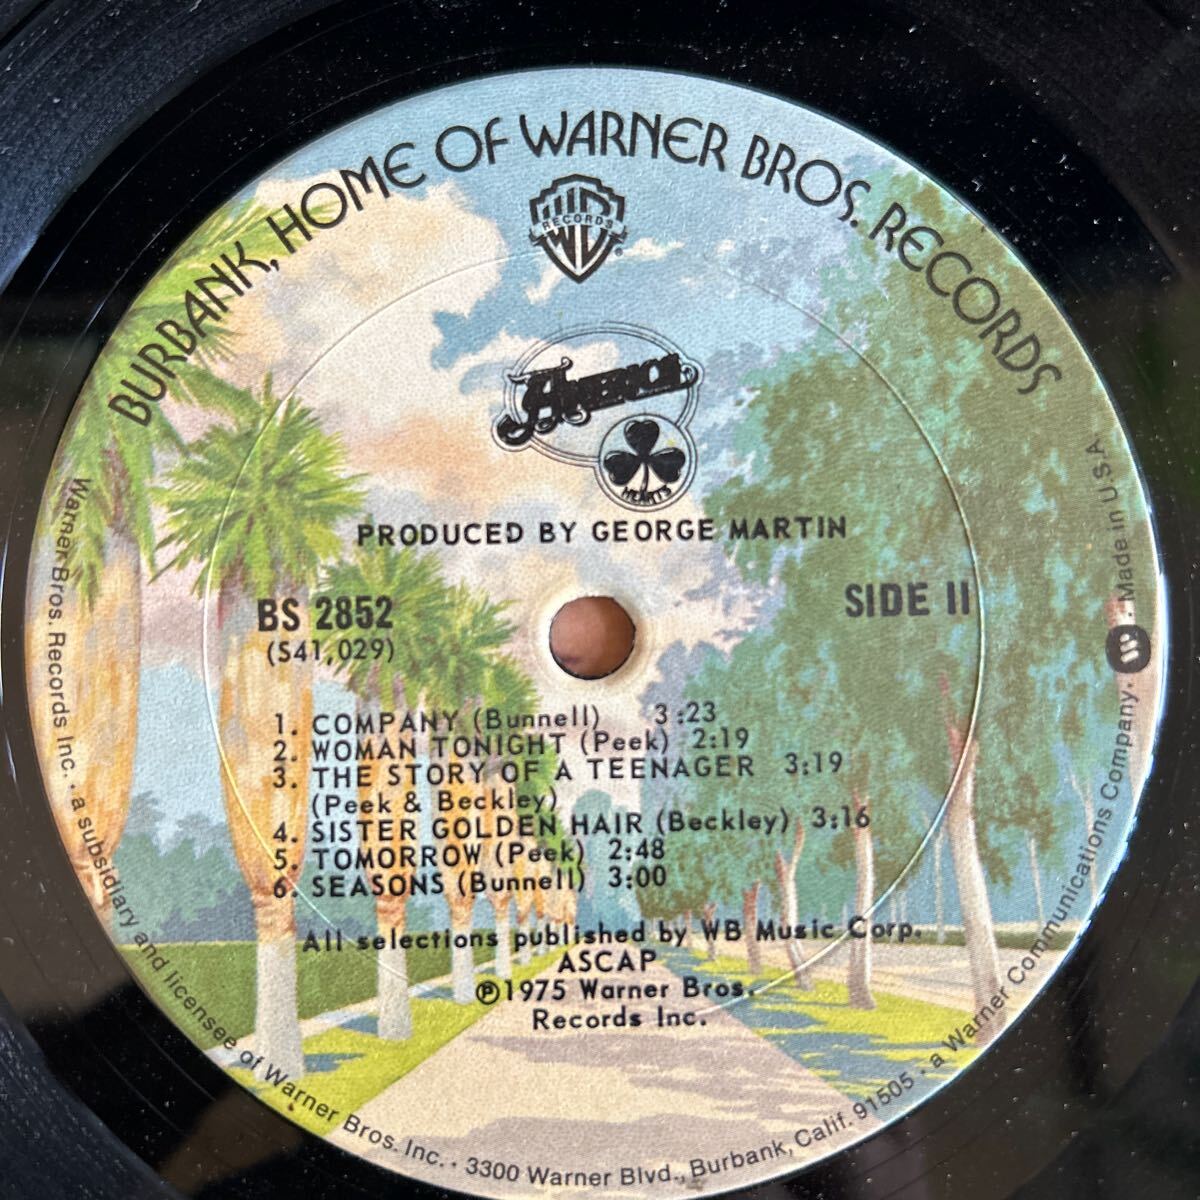 BURBANK, HOME OF WARNER BROS. RECORDS
RECORDS
®
AMERICA
HEARTS
PRODUCED BY GEORGE MARTIN
BS 2852
(S41,029)
SIDE II
1. COMPANY (Bunnell) 3:23
2. WOMAN TONIGHT (Peek) 2:19
3. THE STORY OF A TEENAGER 3:19
(Peek & Beckley)
4. SISTER GOLDEN HAIR (Beckley) 3:16
5. TOMORROW (Peek) 2:48
6. SEASONS (Bunnell) 3:00
All selections published by WB Music Corp.
ASCAP
℗1975 Warner Bros.
Records Inc.
Warner Bros. Records Inc. · a subsidiary and licensee of Warner Bros. Inc. · 3300 Warner Blvd., Burbank, Calif. 91505 · a Warner Communications Company. · Made in U.S.A.